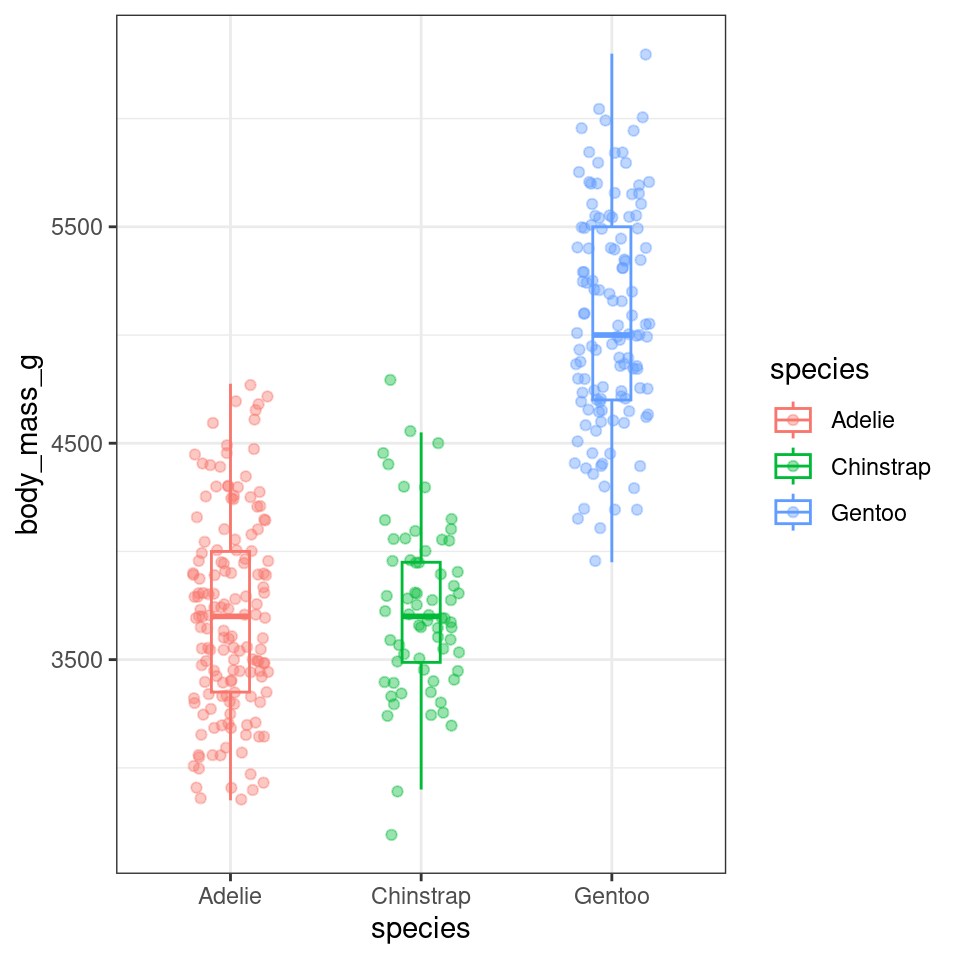 body_mass_g
5500
4500
3500
Adelie
Chinstrap
Gentoo
species
species
Adelie
Chinstrap
Gentoo